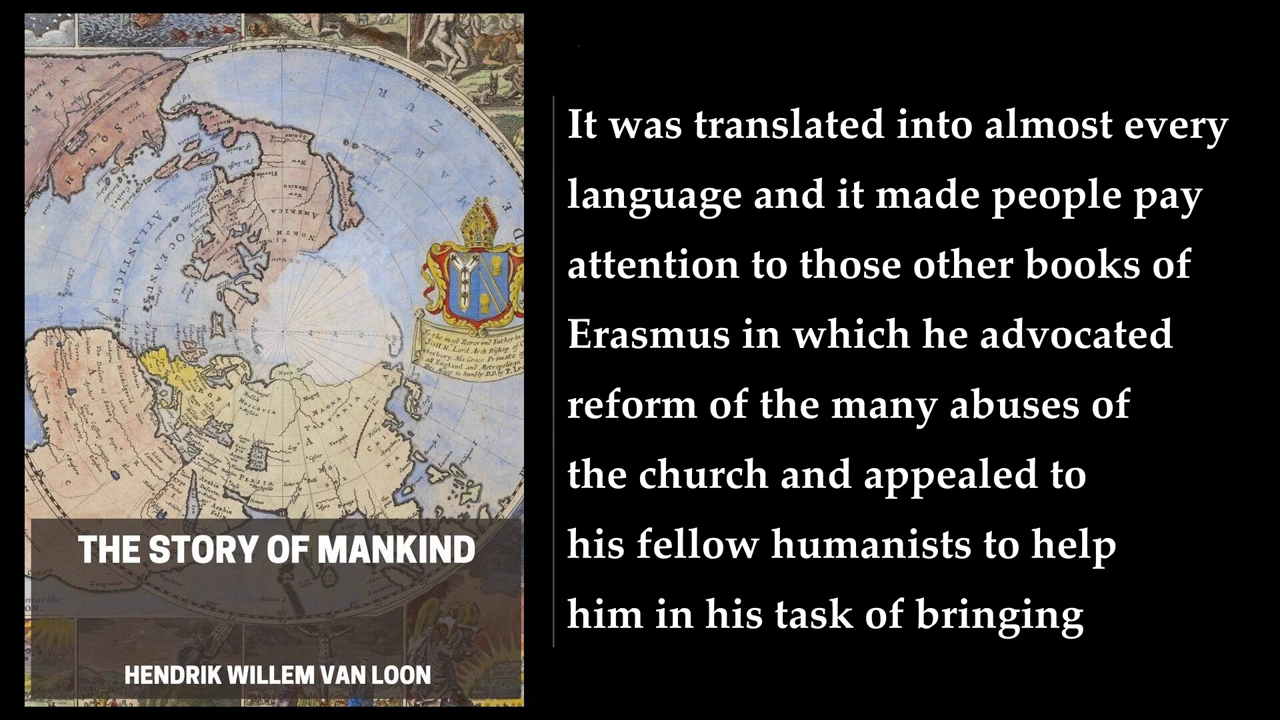 THE STORY OF MANKIND
HENDRIK WILLEM VAN LOON
It was translated into almost every
language and it made people pay
attention to those other books of
Erasmus in which he advocated
reform of the many abuses of
the church and appealed to
his fellow humanists to help
him in his task of bringing